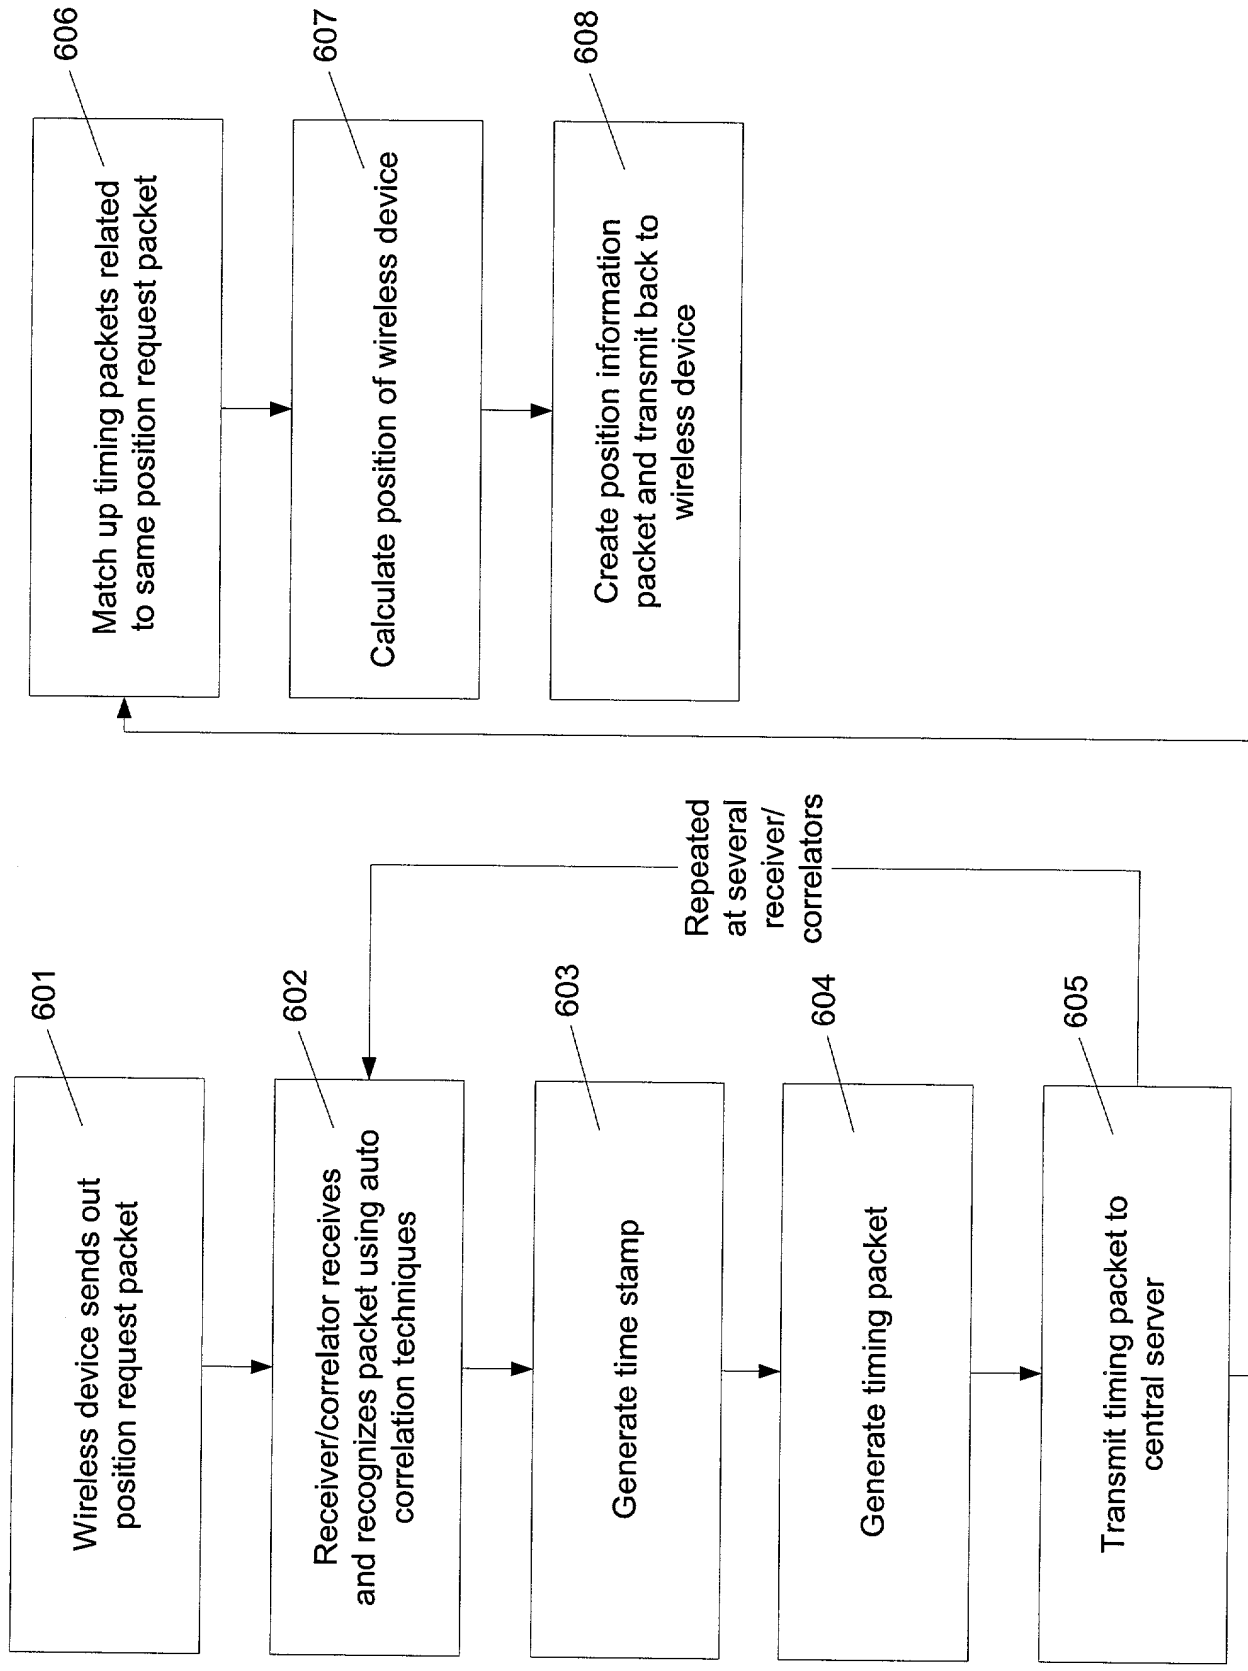 601
Wireless device sends out
position request packet
602
Receiver/correlator receives
and recognizes packet using auto
correlation techniques
603
Generate time stamp
604
Generate timing packet
605
Transmit timing packet to
central server
Repeated
at several
receiver/
correlators
606
Match up timing packets related
to same position request packet
607
Calculate position of wireless device
608
Create position information
packet and transmit back to
wireless device